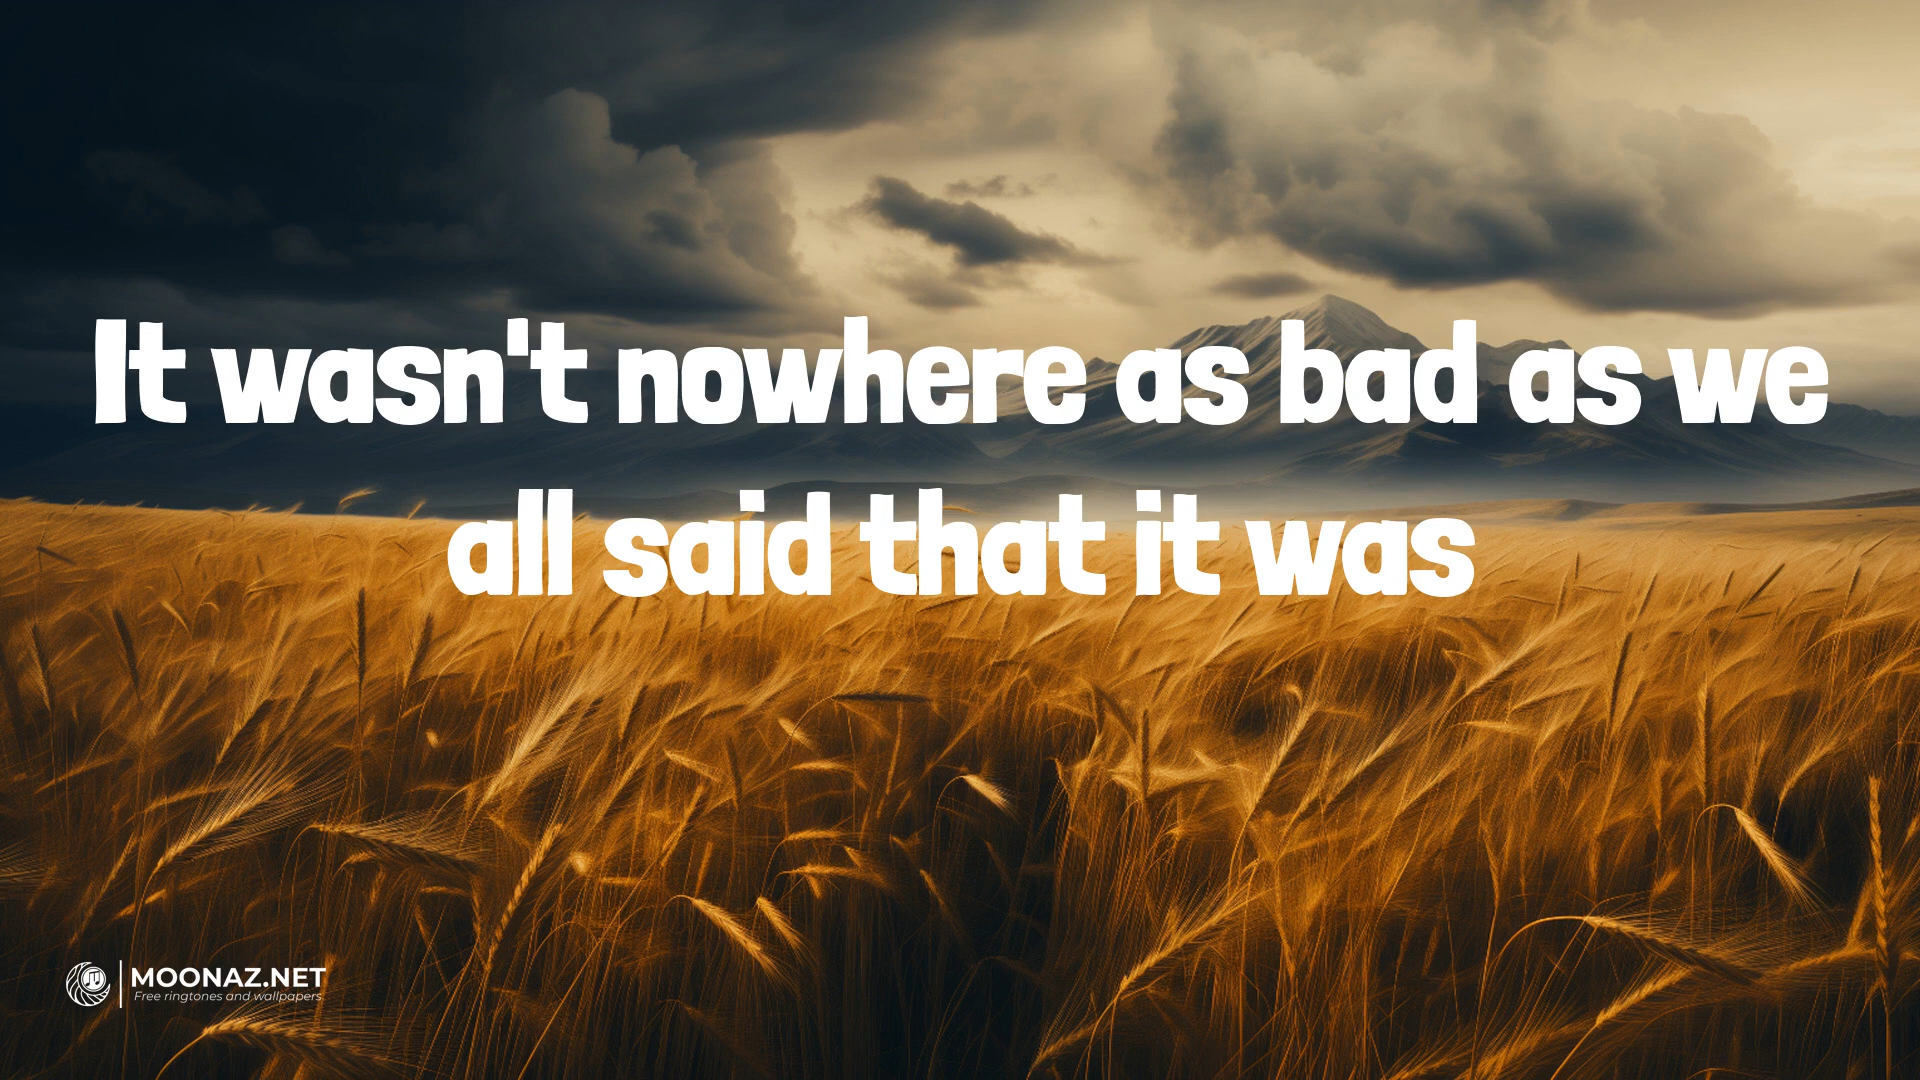 It wasn't nowhere as bad as we
all said that it was
MOONAZ.NET
Free ringtones and wallpapers